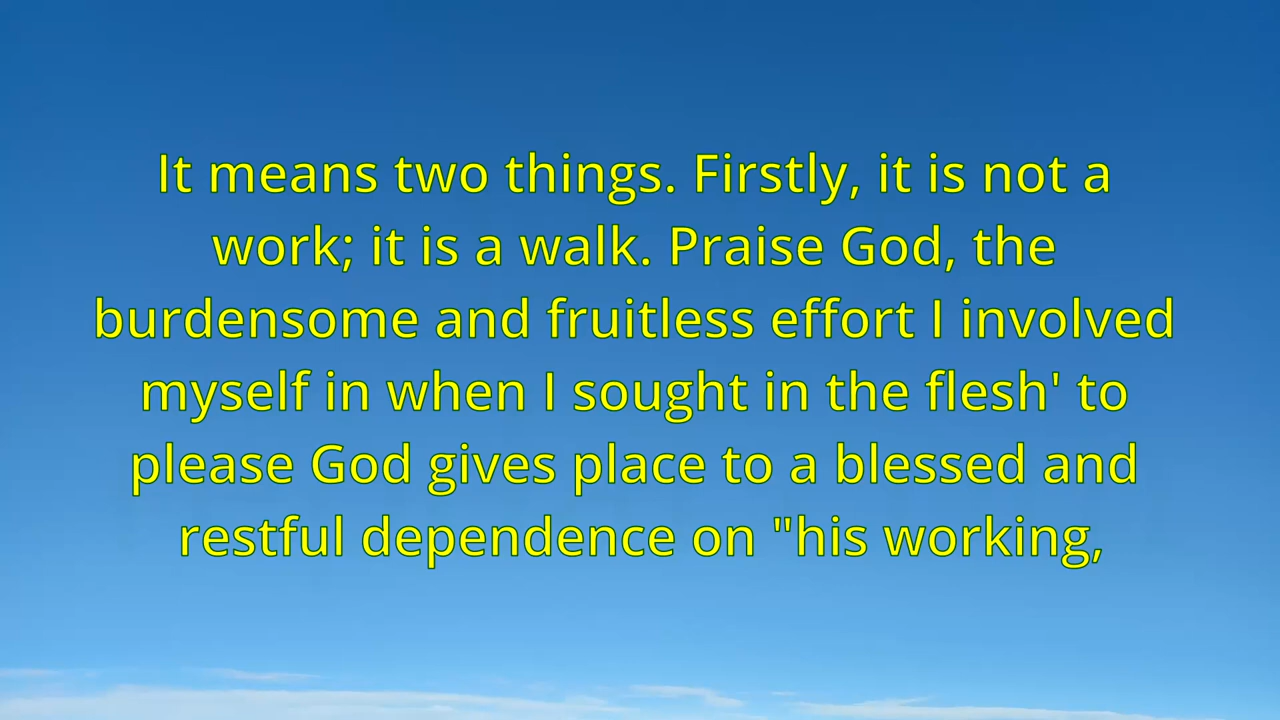 It means two things. Firstly, it is not a
work; it is a walk. Praise God, the
burdensome and fruitless effort I involved
myself in when I sought in the flesh' to
please God gives place to a blessed and
restful dependence on "his working,